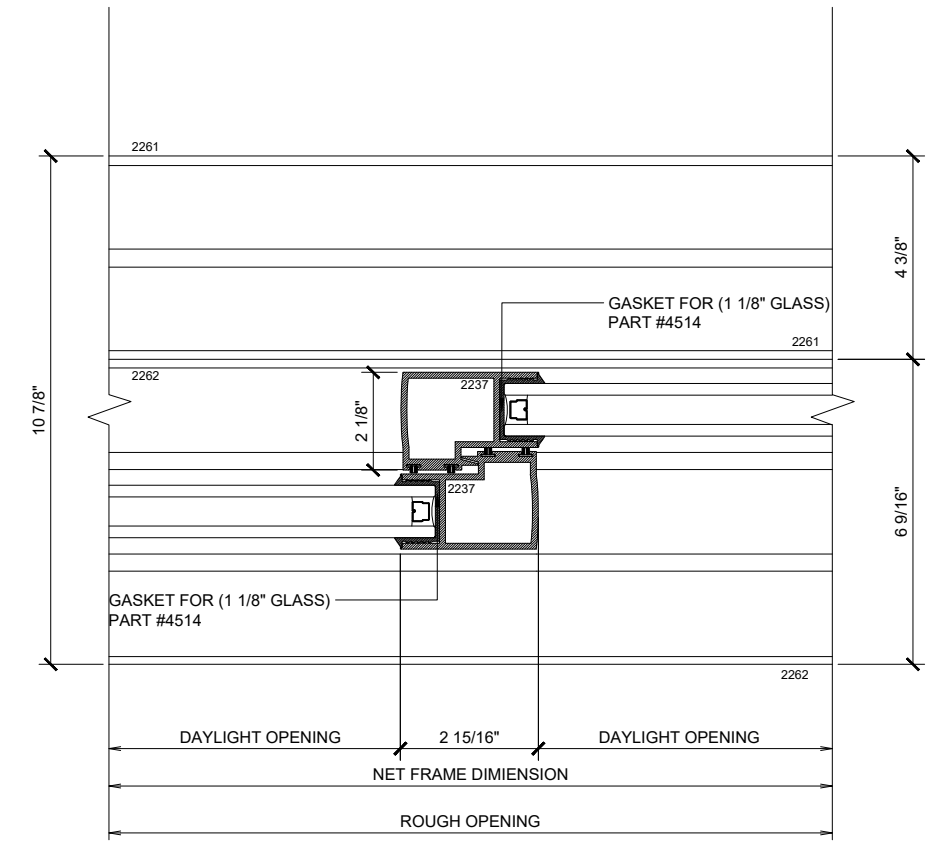 2261
4 3/8"
GASKET FOR (1 1/8" GLASS)
PART #4514
2261
2262
2237
10 7/8"
2 1/8"
2237
6 9/16"
GASKET FOR (1 1/8" GLASS)
PART #4514
2262
DAYLIGHT OPENING
2 15/16"
DAYLIGHT OPENING
NET FRAME DIMIENSION
ROUGH OPENING